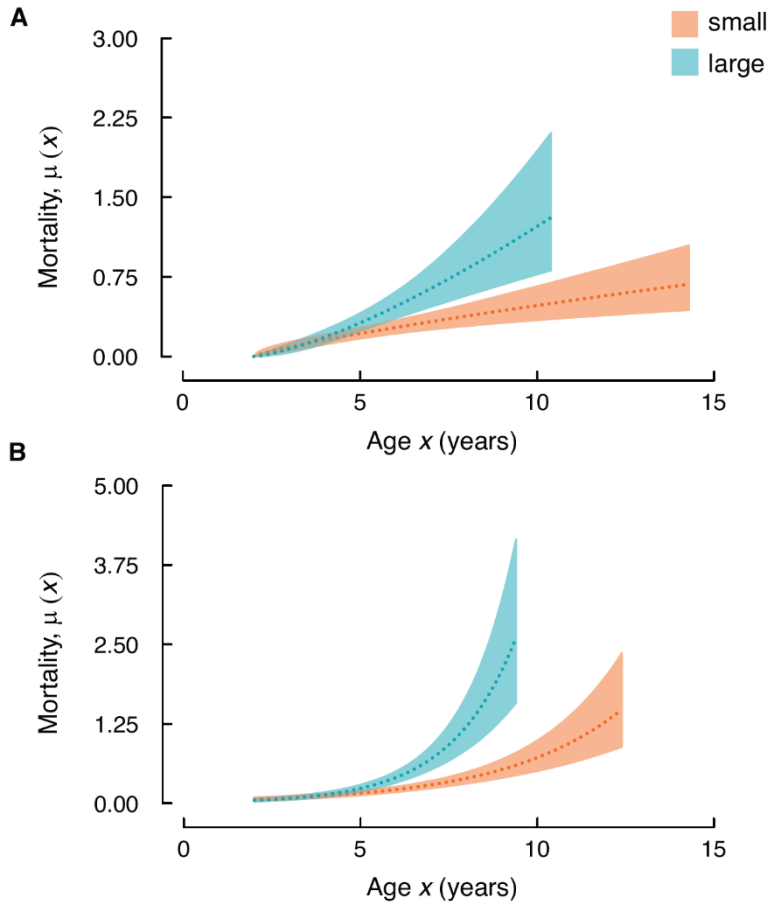 A
small
large
3.00
2.25
1.50
0.75
0.00
Mortality, μ (x)
0 5 10 15
Age x (years)
B
5.00
3.75
2.50
1.25
0.00
Mortality, μ (x)
0 5 10 15
Age x (years)